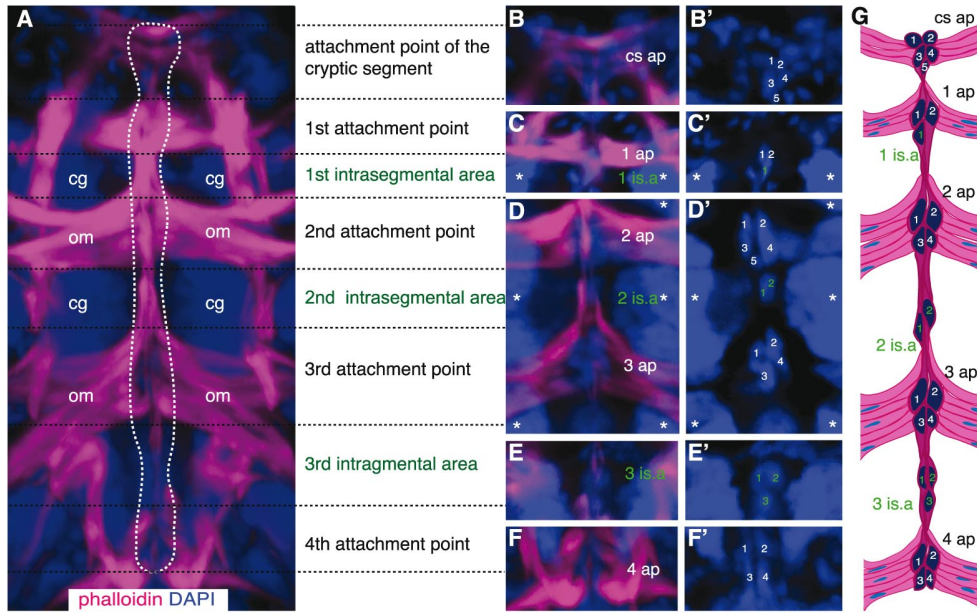 A
attachment point of the
cryptic segment
1st attachment point
1st intrasegmental area
2nd attachment point
2nd intrasegmental area
3rd attachment point
3rd intragmental area
4th attachment point
cg
cg
om
om
cg
cg
om
om
phalloidin DAPI
B
cs ap
B'
1
2
3
4
5
C
1 ap
1 is.a
*
*
C'
1 2
1
*
*
D
2 ap
2 is.a
3 ap
*
*
*
*
*
D'
1
2
3
4
5
2
1
2
1
4
3
*
*
*
*
*
E
3 is.a
E'
1 2
3
F
4 ap
F'
1 2
3 4
G
cs ap
1 2
3 4
5
1 ap
1 2
1
1 is.a
2 ap
1 2
3 4
2
1
2 is.a
3 ap
1 2
3 4
1 2
3
3 is.a
4 ap
1 2
3 4